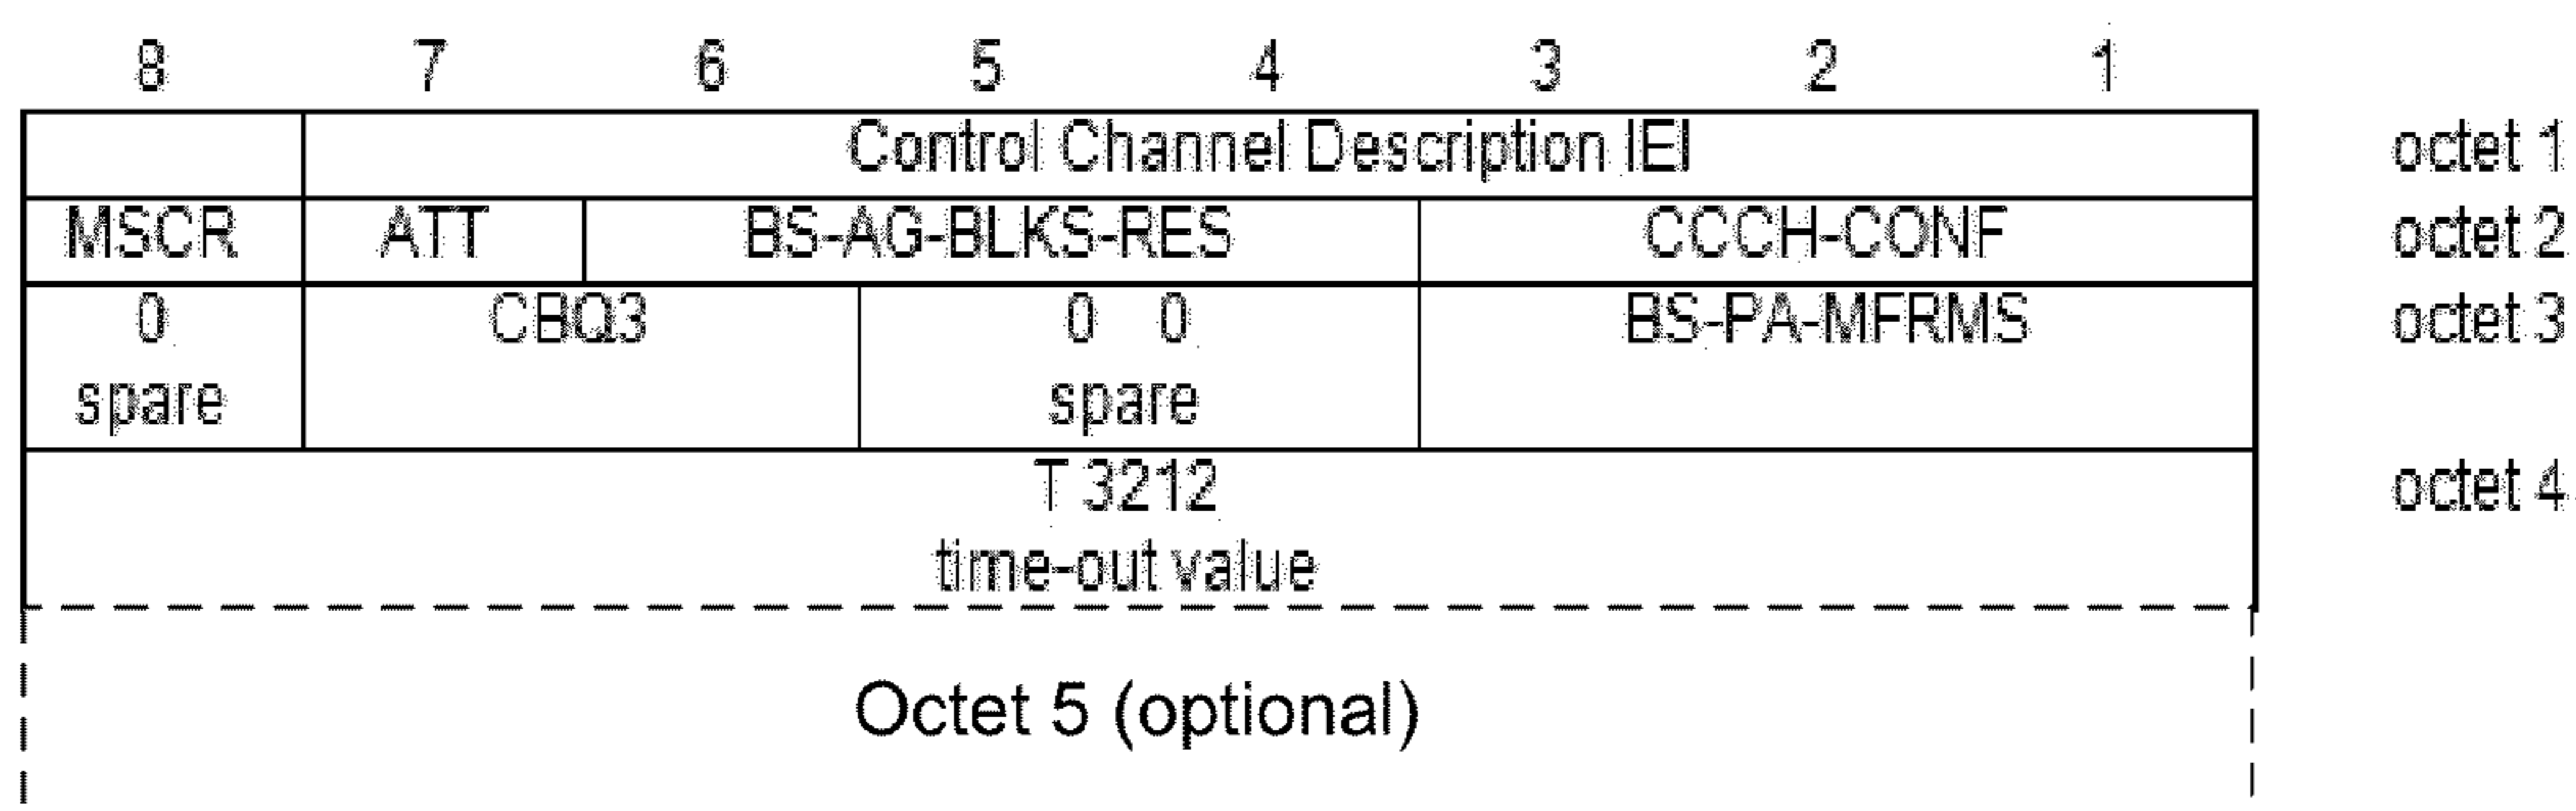 8 7 6 5 4 3 2 1
Control Channel Description IEI octet 1
MSCR ATT BS-AG-BLKS-RES CCCH-CONF octet 2
0 CBQ3 0 0 BS-PA-MFRMS octet 3
spare spare
T 3212 octet 4
time-out value
Octet 5 (optional)